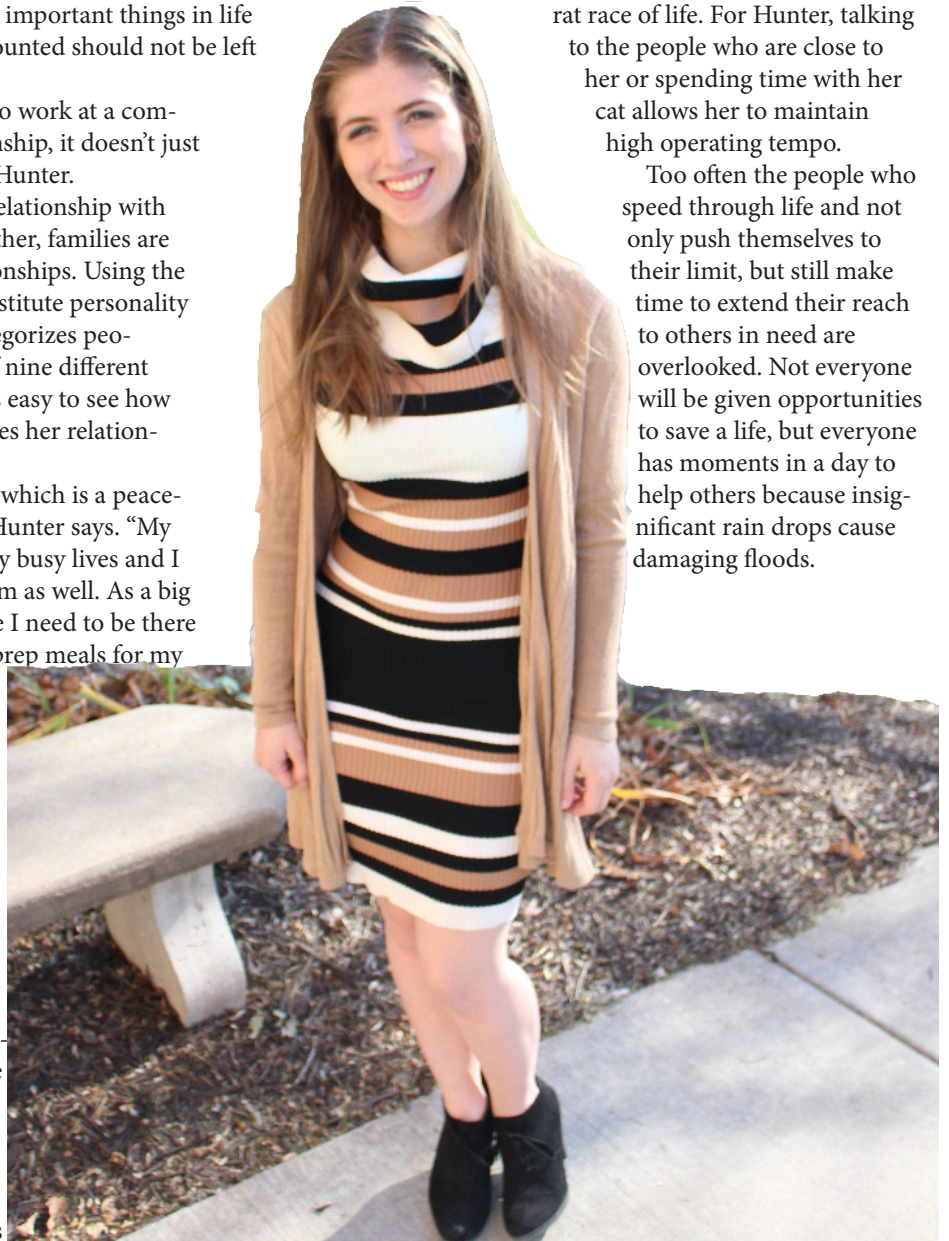 important things in life
ounted should not be left
o work at a com-
nship, it doesn't just
Hunter.
elationship with
ther, families are
onships. Using the
stitute personality
egorizes peo-
f nine different
s easy to see how
es her relation-
which is a peace-
Hunter says. “My
y busy lives and I
m as well. As a big
e I need to be there
prep meals for my
-
e
s
rat race of life. For Hunter, talking
to the people who are close to
her or spending time with her
cat allows her to maintain
high operating tempo.
Too often the people who
speed through life and not
only push themselves to
their limit, but still make
time to extend their reach
to others in need are
overlooked. Not everyone
will be given opportunities
to save a life, but everyone
has moments in a day to
help others because insig-
nificant rain drops cause
damaging floods.